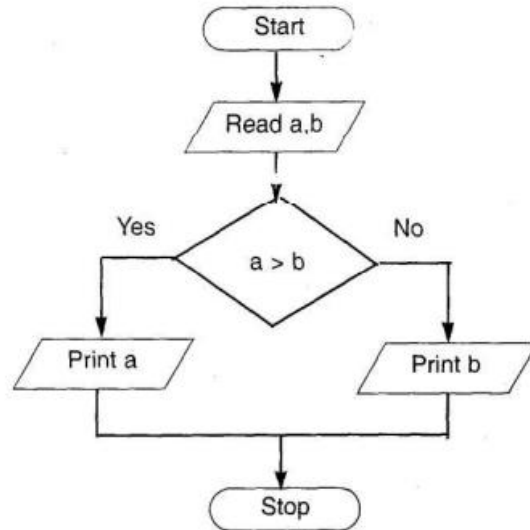 Start
Read a,b
Yes
No
a > b
Print a
Print b
Stop